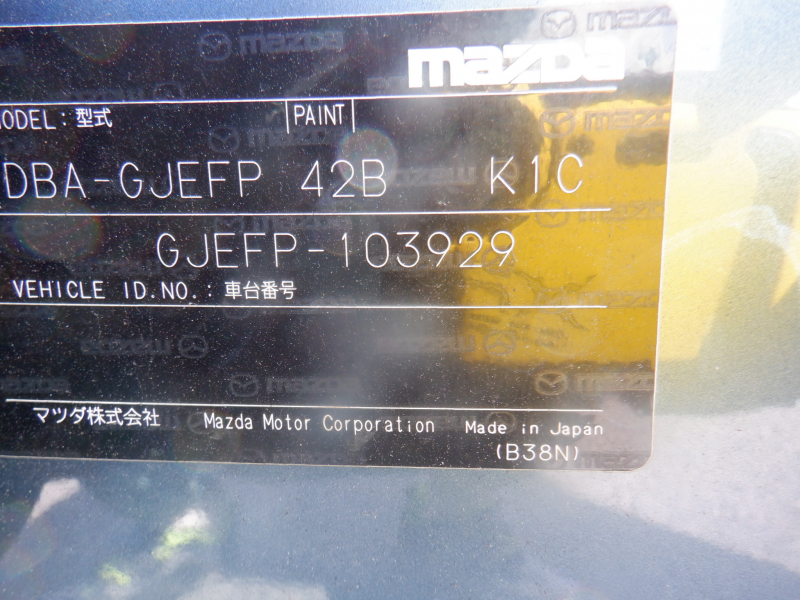 mazda
MODEL: 型式 PAINT
DBA-GJEFP 42B K1C
GJEFP-103929
VEHICLE ID.NO.: 車台番号
マツダ株式会社 Mazda Motor Corporation Made in Japan
(B38N)